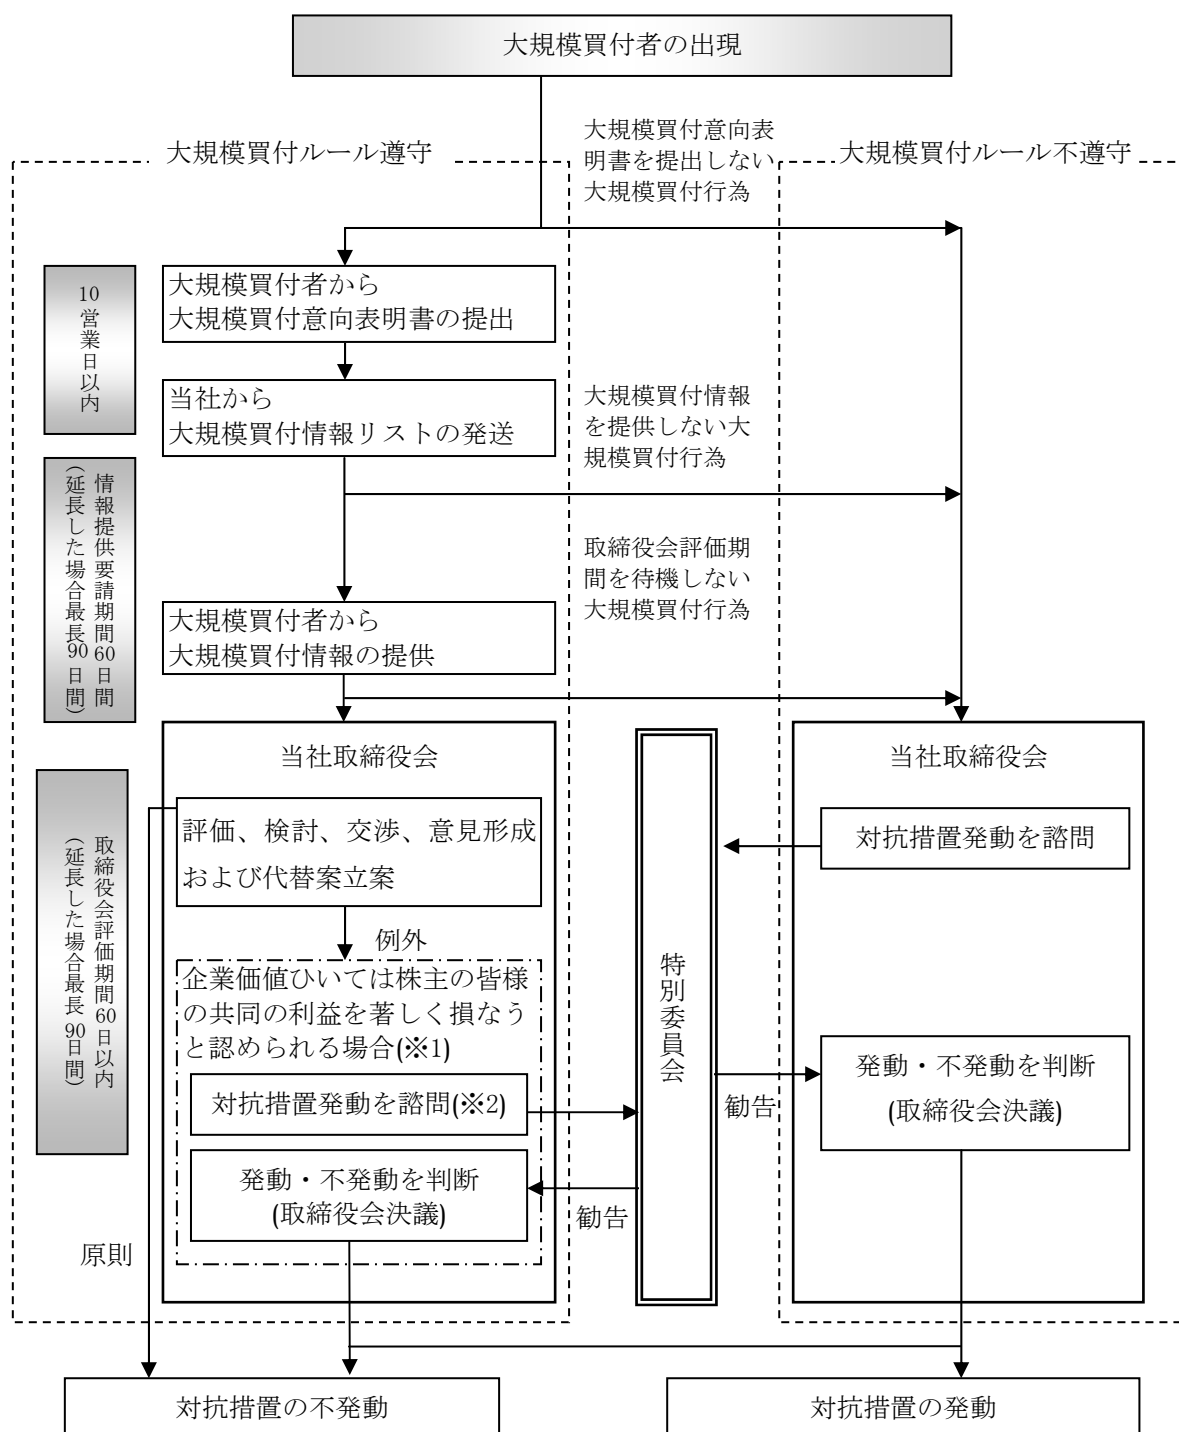 大規模買付者の出現
大規模買付ルール遵守
大規模買付意向表
明書を提出しない
大規模買付行為
大規模買付ルール不遵守
10営業日以内
大規模買付者から
大規模買付意向表明書の提出
当社から
大規模買付情報リストの発送
大規模買付情報
を提供しない大
規模買付行為
情報提供要請期間60日間
(延長した場合最長90日間)
取締役会評価期
間を待機しない
大規模買付行為
大規模買付者から
大規模買付情報の提供
取締役会評価期間60日以内
(延長した場合最長90日間)
当社取締役会
評価、検討、交渉、意見形成
および代替案立案
例外
企業価値ひいては株主の皆様
の共同の利益を著しく損なう
と認められる場合(※1)
対抗措置発動を諮問(※2)
発動・不発動を判断
(取締役会決議)
勧告
原則
特別委員会
当社取締役会
対抗措置発動を諮問
勧告
発動・不発動を判断
(取締役会決議)
対抗措置の不発動
対抗措置の発動